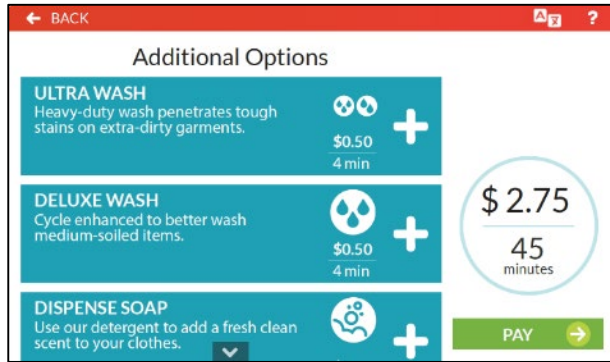 BACK
?
Additional Options
ULTRA WASH
Heavy-duty wash penetrates tough
stains on extra-dirty garments.
$0.50
4 min
DELUXE WASH
Cycle enhanced to better wash
medium-soiled items.
$0.50
4 min
DISPENSE SOAP
Use our detergent to add a fresh clean
scent to your clothes.
$ 2.75
45
minutes
PAY